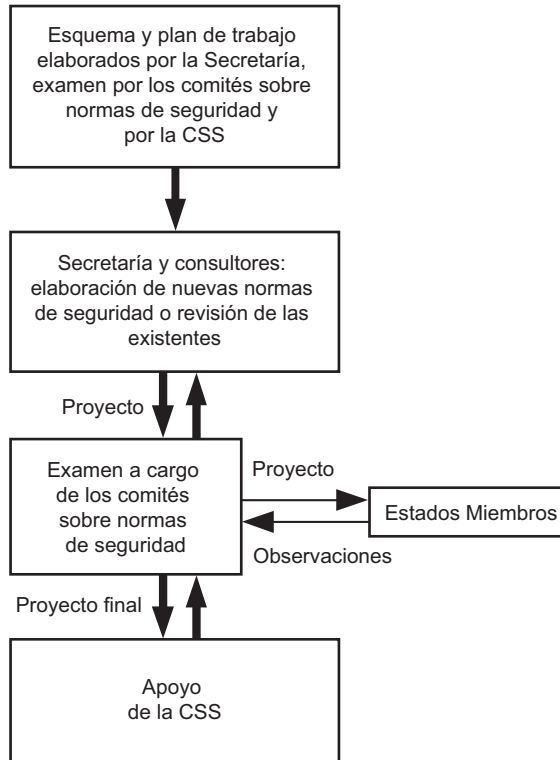 Esquema y plan de trabajo
elaborados por la Secretaría,
examen por los comités sobre
normas de seguridad y
por la CSS
Secretaría y consultores:
elaboración de nuevas normas
de seguridad o revisión de las
existentes
Proyecto
Examen a cargo
de los comités
sobre normas
de seguridad
Proyecto
Estados Miembros
Observaciones
Proyecto final
Apoyo
de la CSS